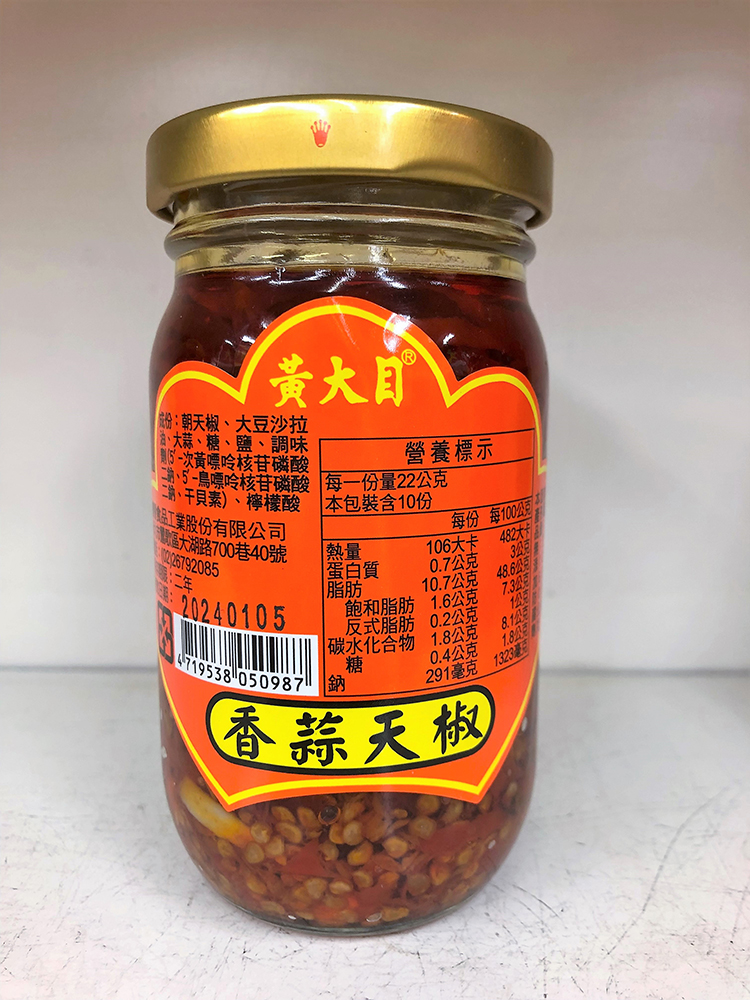 黃大目®
成份：朝天椒、大豆沙拉
油、大蒜、糖、鹽、調味
劑(5´-次黃嘌呤核苷磷酸
二鈉、5´-鳥嘌呤核苷磷酸
二鈉、干貝素)、檸檬酸
食品工業股份有限公司
區大湖路700巷40號
(02)26792085
二年
20240105
4 719538 050987
營養標示
每一份量22公克
本包裝含10份
每份 每100公克
熱量 106大卡 482大卡
蛋白質 0.7公克 3公克
脂肪 10.7公克 48.6公克
飽和脂肪 1.6公克 7.3公克
反式脂肪 0.2公克 1公克
碳水化合物 1.8公克 8.1公克
糖 0.4公克 1.8公克
鈉 291毫克 1323毫克
香蒜天椒